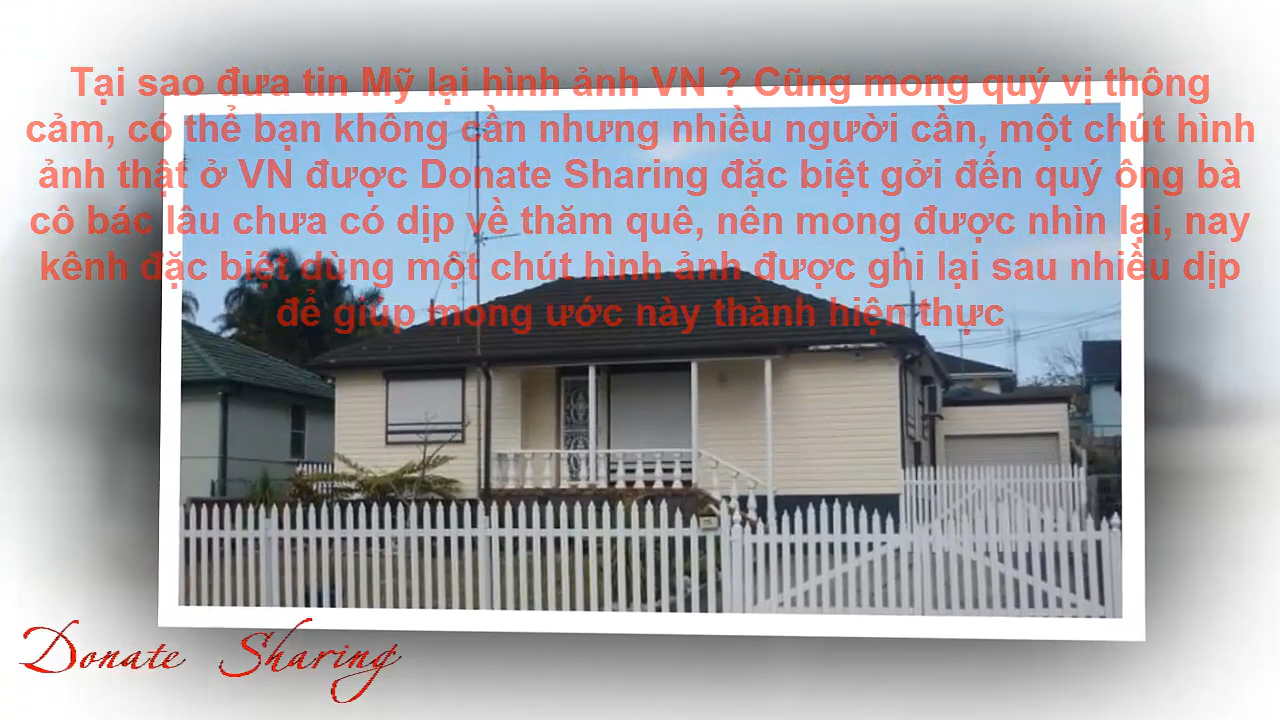 Tại sao đưa tin Mỹ lại hình ảnh VN ? Cũng mong quý vị thông
cảm, có thể bạn không cần nhưng nhiều người cần, một chút hình
ảnh thật ở VN được Donate Sharing đặc biệt gởi đến quý ông bà
cô bác lâu chưa có dịp về thăm quê, nên mong được nhìn lại, nay
kênh đặc biệt dùng một chút hình ảnh được ghi lại sau nhiều dịp
để giúp mong ước này thành hiện thực
Donate Sharing